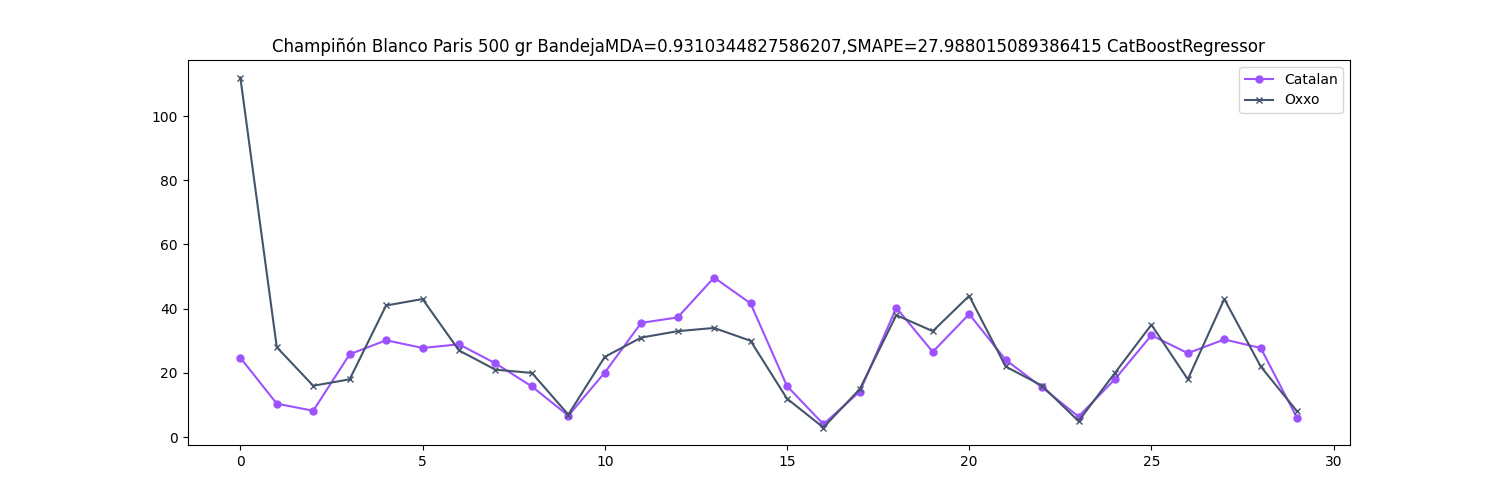 Champiñón Blanco Paris 500 gr BandejaMDA=0.9310344827586207,SMAPE=27.988015089386415 CatBoostRegressor
Catalan
Oxxo
100
80
60
40
20
0
0 5 10 15 20 25 30